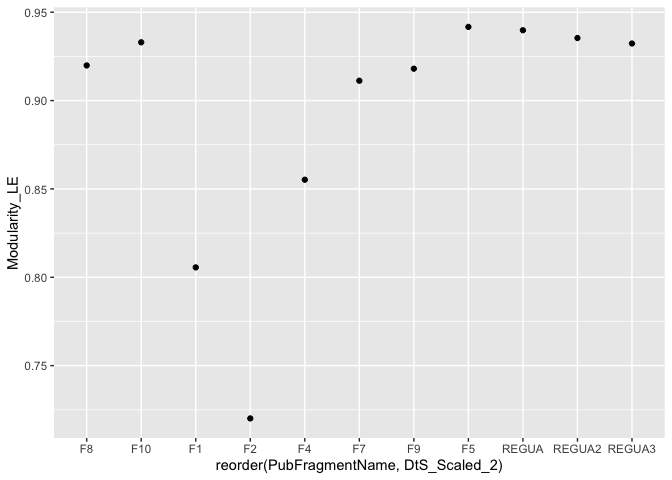 0.95
0.90
0.85
0.80
0.75
Modularity_LE
F8 F10 F1 F2 F4 F7 F9 F5 REGUA REGUA2 REGUA3
reorder(PubFragmentName, DtS_Scaled_2)